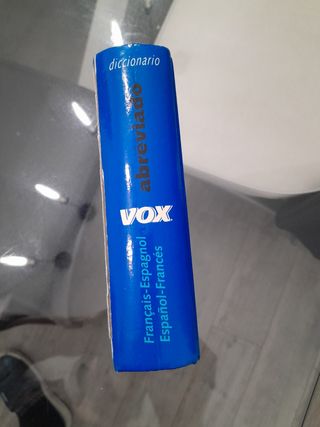 diccionario
abreviado
VOX
Français-Espagnol
Español-Francés